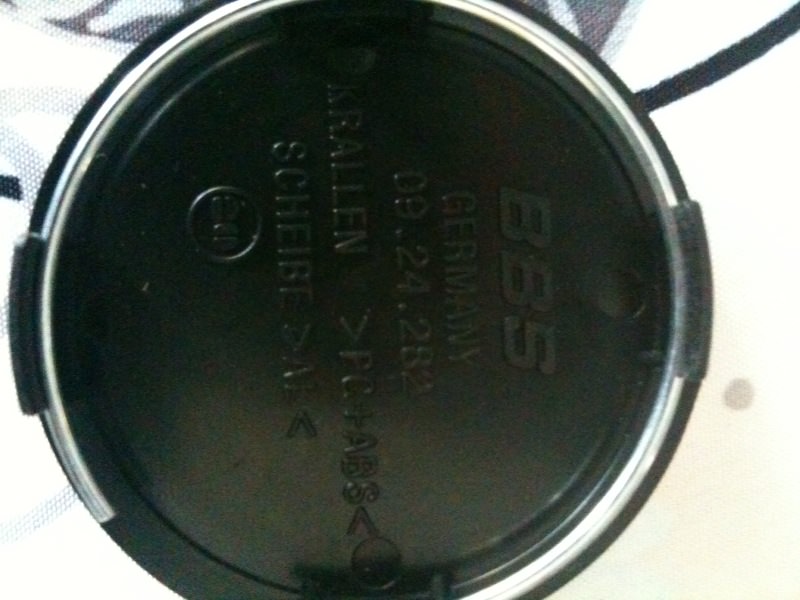 BBS
GERMANY
09.24.282
KRALLEN >PC+ABS<
SCHEIBE >AL<